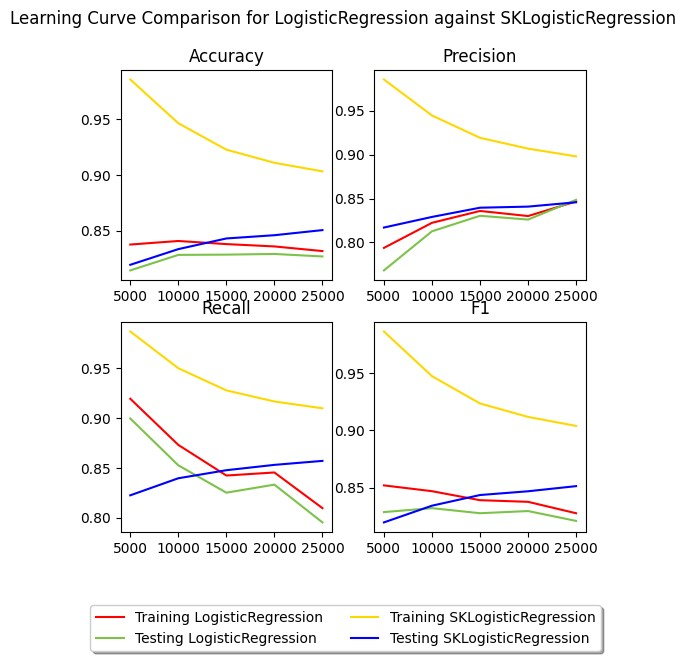 Learning Curve Comparison for LogisticRegression against SKLogisticRegression
Accuracy
0.95
0.90
0.85
5000 10000 15000 20000 25000
Precision
0.95
0.90
0.85
0.80
5000 10000 15000 20000 25000
Recall
0.95
0.90
0.85
0.80
5000 10000 15000 20000 25000
F1
0.95
0.90
0.85
5000 10000 15000 20000 25000
Training LogisticRegression
Testing LogisticRegression
Training SKLogisticRegression
Testing SKLogisticRegression